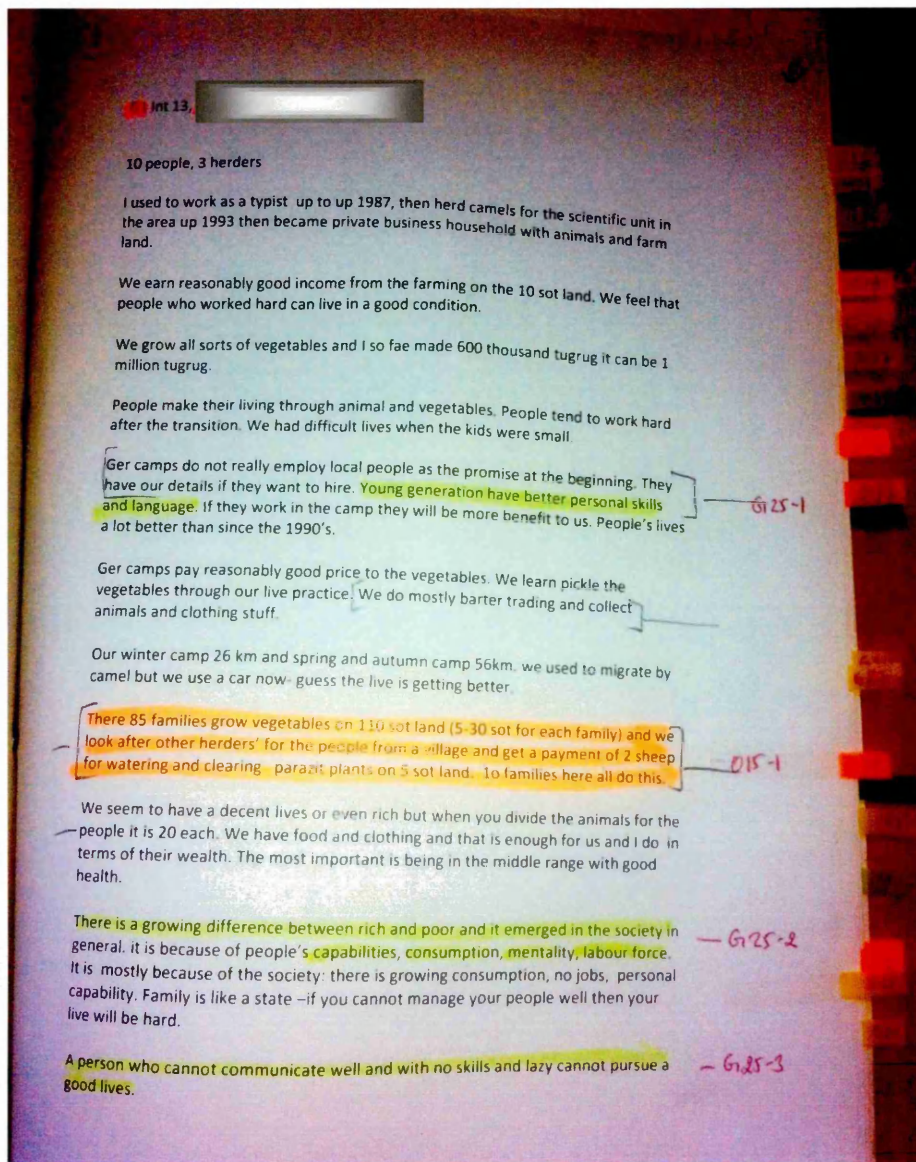 Int 13,
10 people, 3 herders
I used to work as a typist up to up 1987, then herd camels for the scientific unit in
the area up 1993 then became private business household with animals and farm
land.
We earn reasonably good income from the farming on the 10 sot land. We feel that
people who worked hard can live in a good condition.
We grow all sorts of vegetables and I so fae made 600 thousand tugrug it can be 1
million tugrug.
People make their living through animal and vegetables. People tend to work hard
after the transition. We had difficult lives when the kids were small
Ger camps do not really employ local people as the promise at the beginning. They
have our details if they want to hire. Young generation have better personal skills
and language. If they work in the camp they will be more benefit to us. People's lives
a lot better than since the 1990's.
G25-1
Ger camps pay reasonably good price to the vegetables. We learn pickle the
vegetables through our live practice. We do mostly barter trading and collect
animals and clothing stuff.
Our winter camp 26 km and spring and autumn camp 56km. we used to migrate by
camel but we use a car now- guess the live is getting better
There 85 families grow vegetables on 110 sot land (5-30 sot for each family) and we
look after other herders' for the people from a village and get a payment of 2 sheep
for watering and clearing parazit plants on 5 sot land. 1o families here all do this.
O15-1
We seem to have a decent lives or even rich but when you divide the animals for the
people it is 20 each. We have food and clothing and that is enough for us and I do in
terms of their wealth. The most important is being in the middle range with good
health.
There is a growing difference between rich and poor and it emerged in the society in
general. it is because of people's capabilities, consumption, mentality, labour force.
It is mostly because of the society: there is growing consumption, no jobs, personal
capability. Family is like a state –if you cannot manage your people well then your
live will be hard.
G25-2
A person who cannot communicate well and with no skills and lazy cannot pursue a
good lives.
G25-3